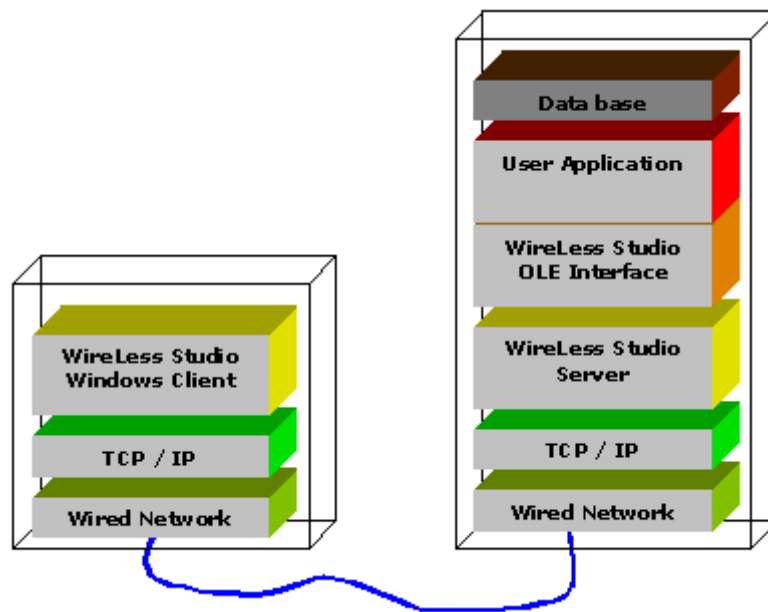 WireLess Studio
Windows Client
TCP / IP
Wired Network
Data base
User Application
WireLess Studio
OLE Interface
WireLess Studio
Server
TCP / IP
Wired Network